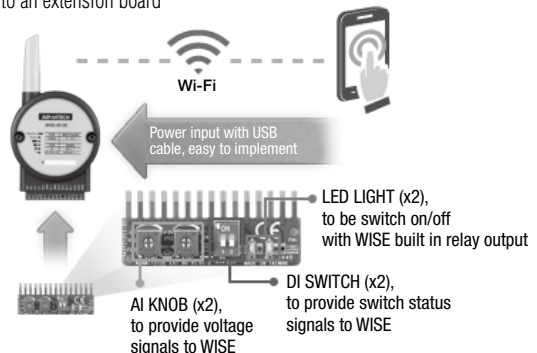 to an extension board
Wi-Fi
ADVANTECH
Power input with USB
cable, easy to implement
ON
CE
LED LIGHT (x2),
to be switch on/off
with WISE built in relay output
DI SWITCH (x2),
to provide switch status
signals to WISE
AI KNOB (x2),
to provide voltage
signals to WISE